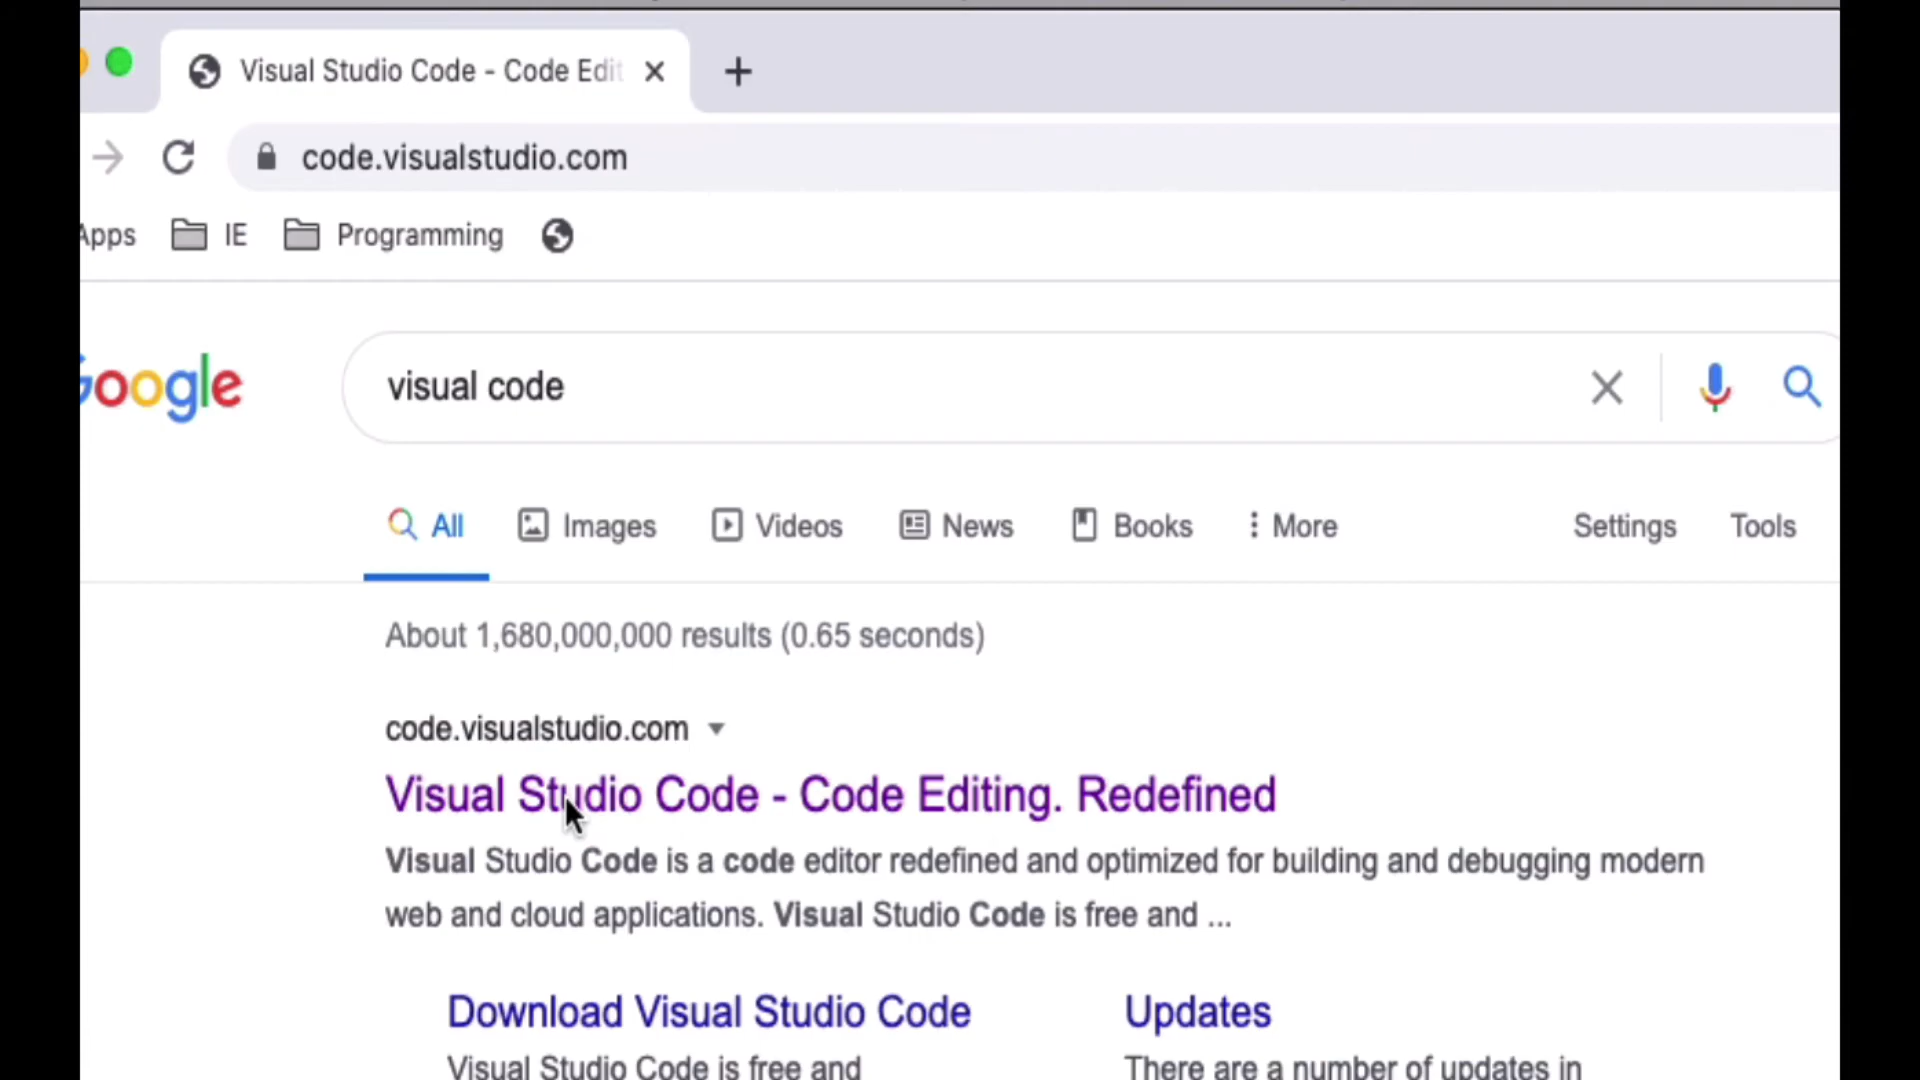 Visual Studio Code - Code Edit
code.visualstudio.com
Apps IE Programming
Google
visual code
All Images Videos News Books More Settings Tools
About 1,680,000,000 results (0.65 seconds)
code.visualstudio.com
Visual Studio Code - Code Editing. Redefined
Visual Studio Code is a code editor redefined and optimized for building and debugging modern
web and cloud applications. Visual Studio Code is free and ...
Download Visual Studio Code Updates
Visual Studio Code is free and There are a number of updates in